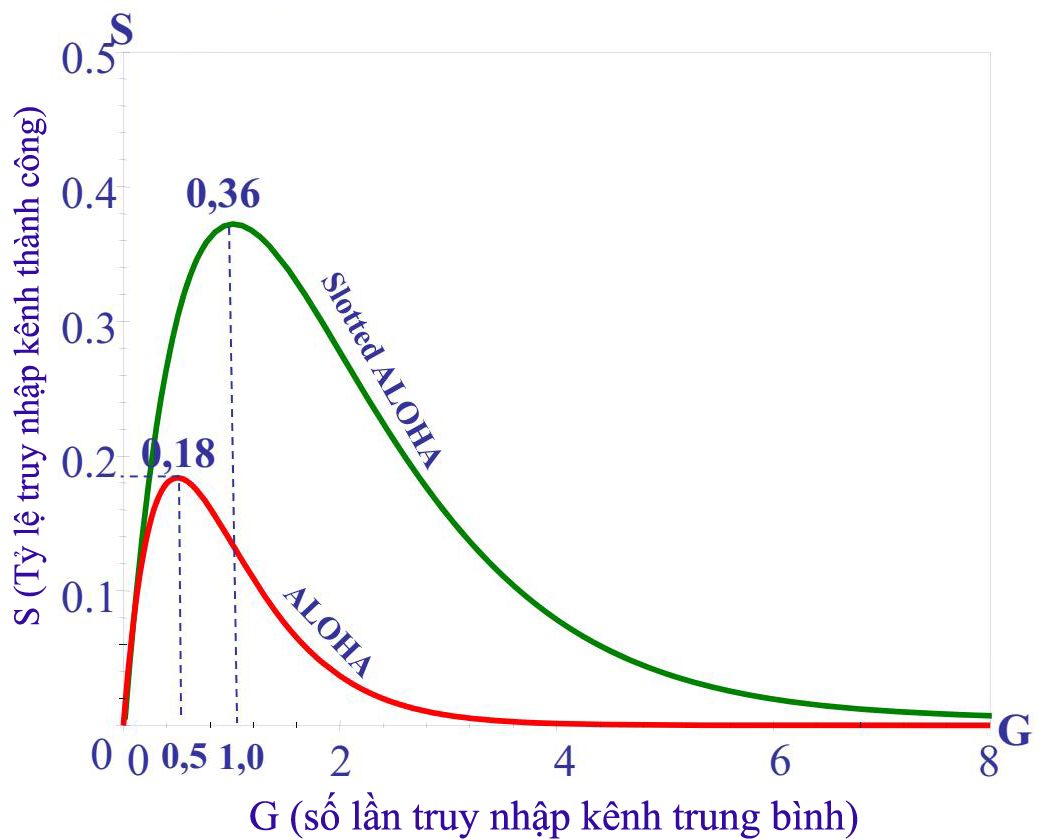 S
0.5
0.4
0.3
0.2
0.1
0
S (Tỷ lệ truy nhập kênh thành công)
0,36
0,18
Slotted ALOHA
ALOHA
0 0,5 1,0 2 4 6 8
G
G (số lần truy nhập kênh trung bình)